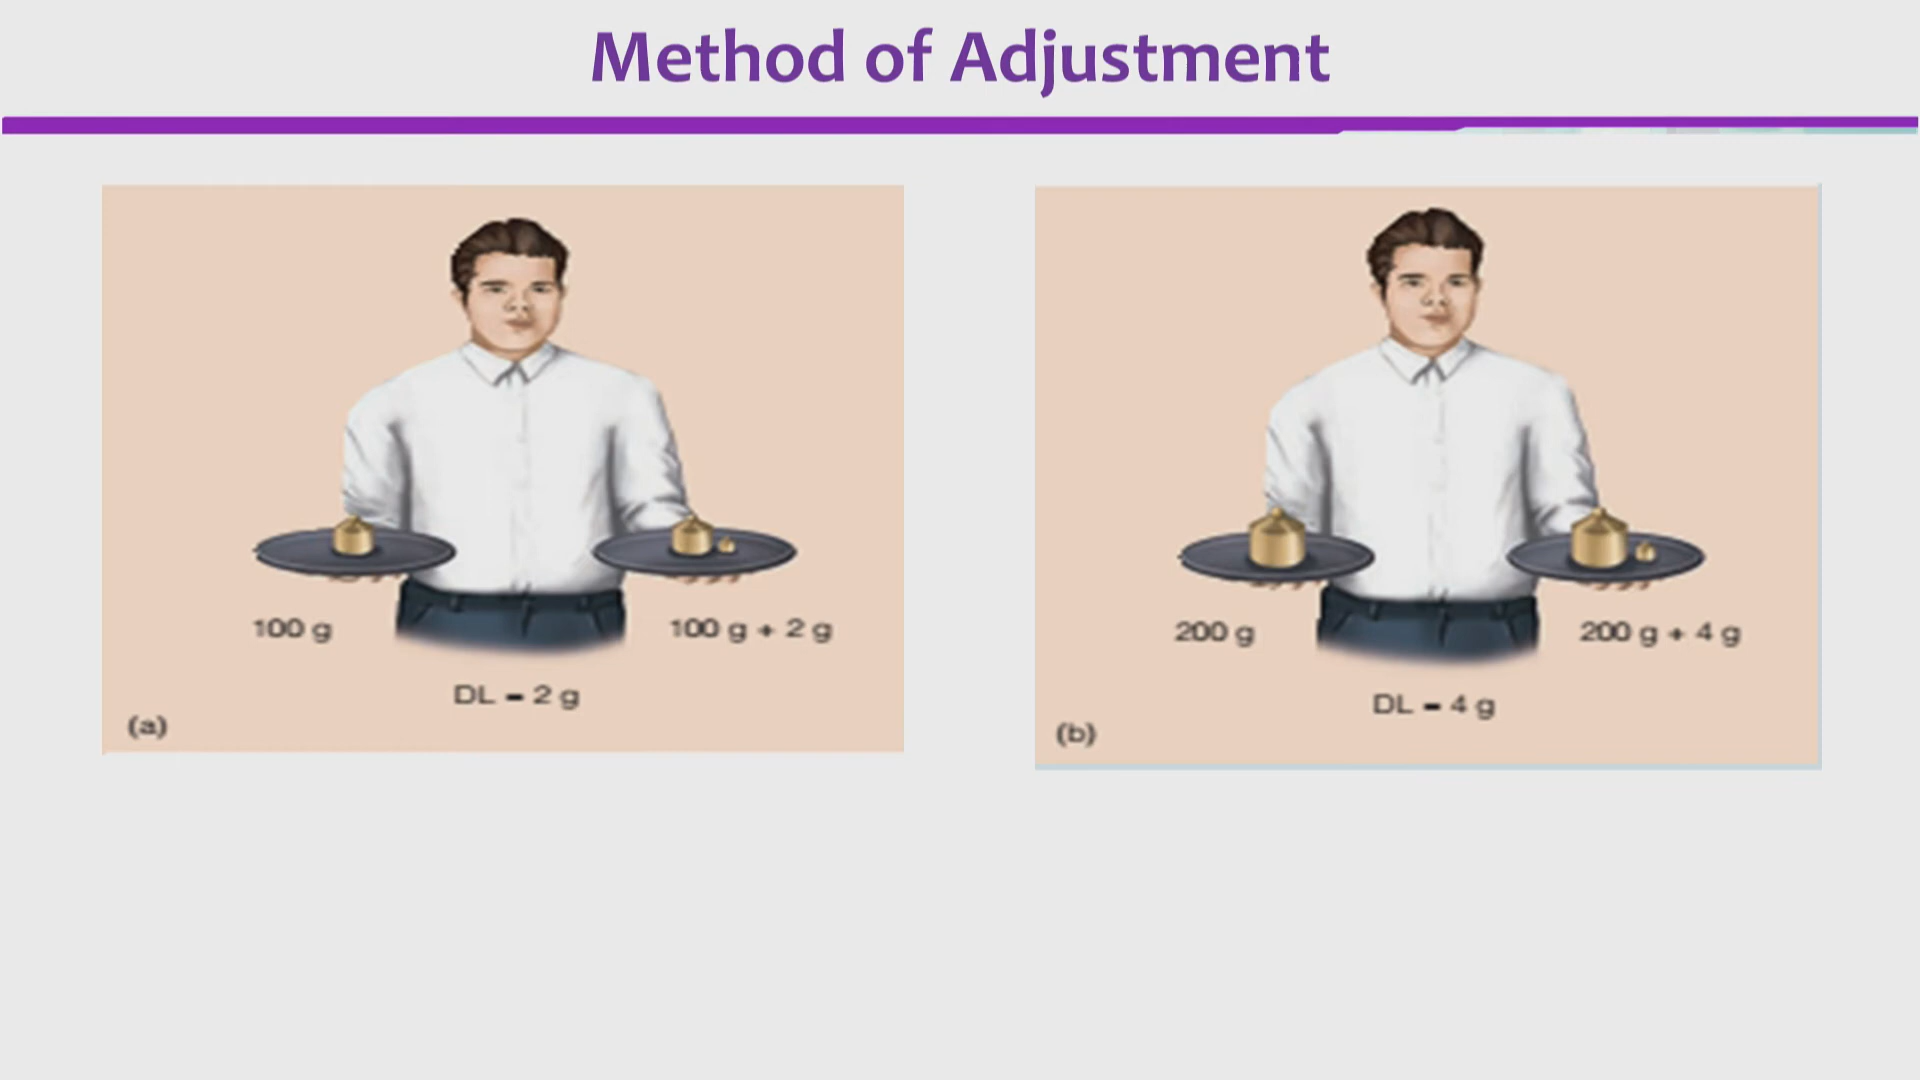 Method of Adjustment
100 g
100 g + 2 g
DL = 2 g
(a)
200 g
200 g + 4 g
DL = 4 g
(b)